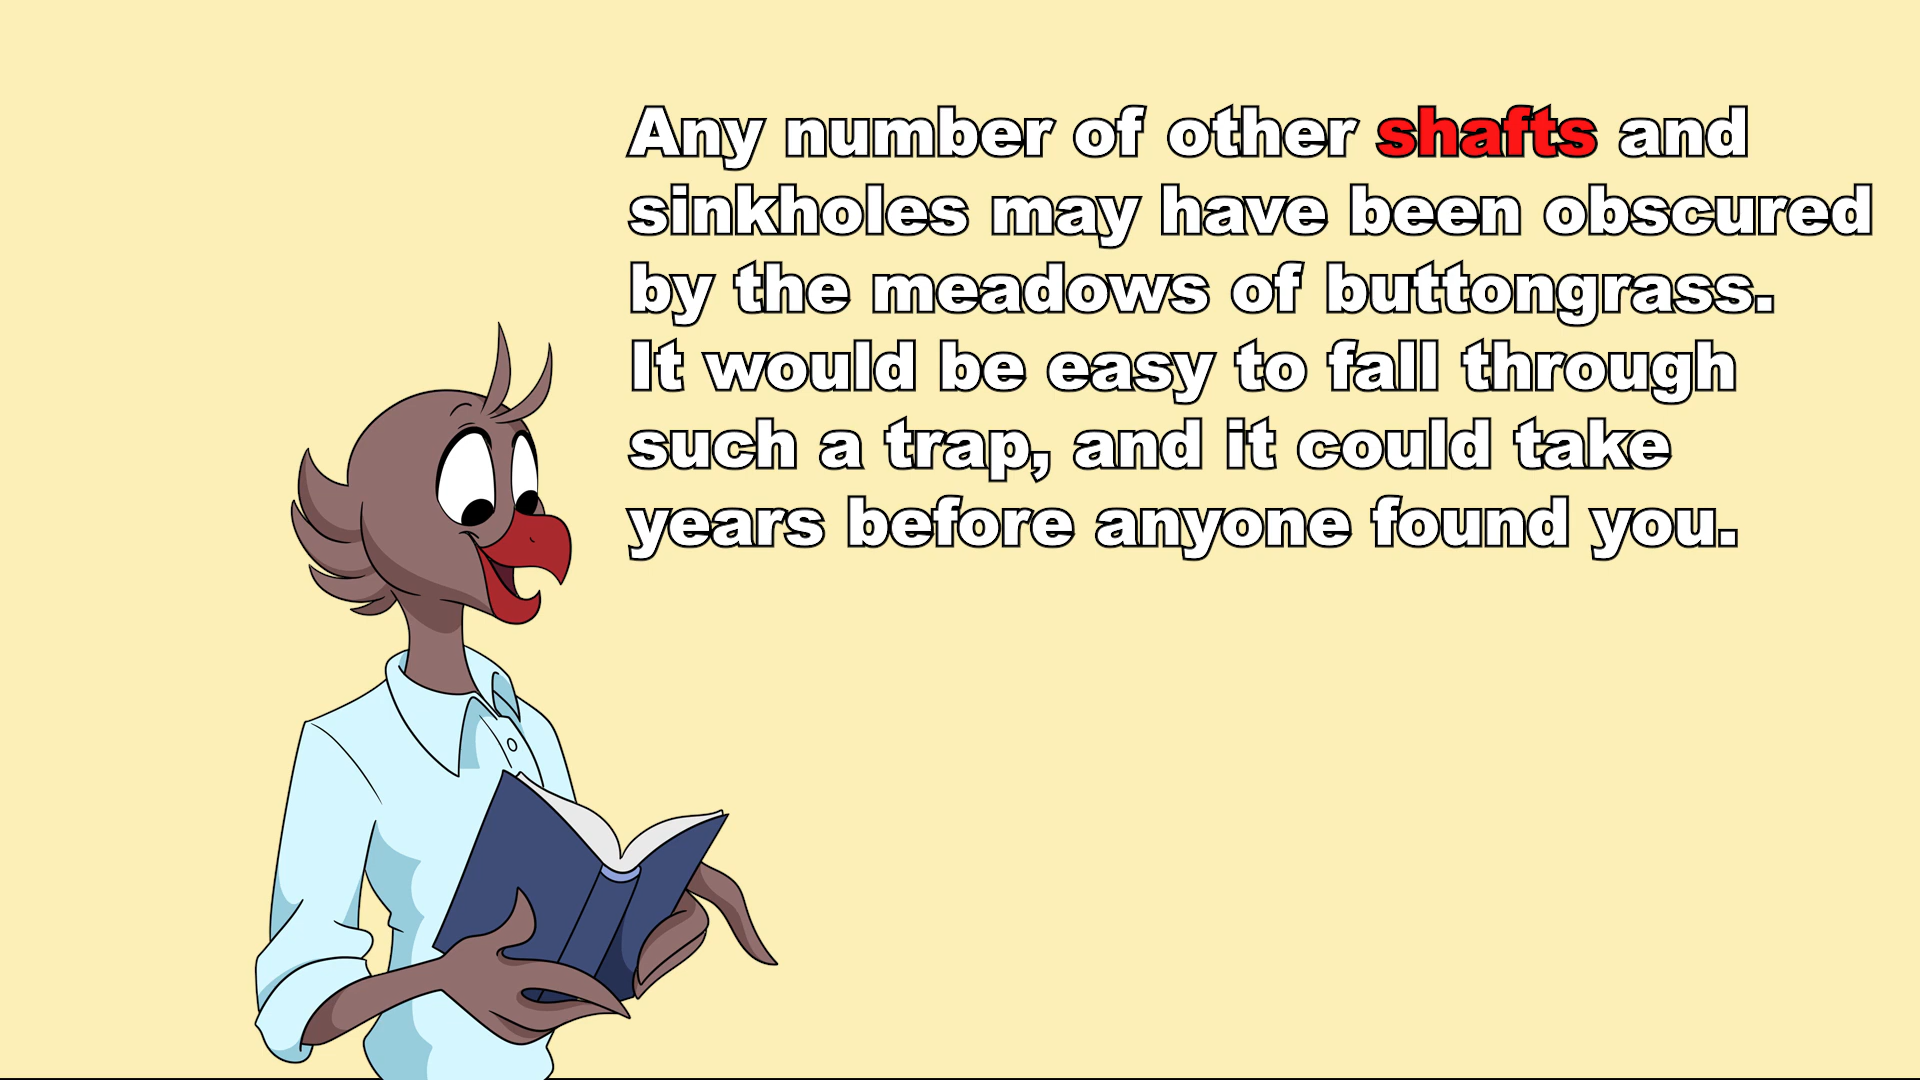 Any number of other shafts and
sinkholes may have been obscured
by the meadows of buttongrass.
It would be easy to fall through
such a trap, and it could take
years before anyone found you.